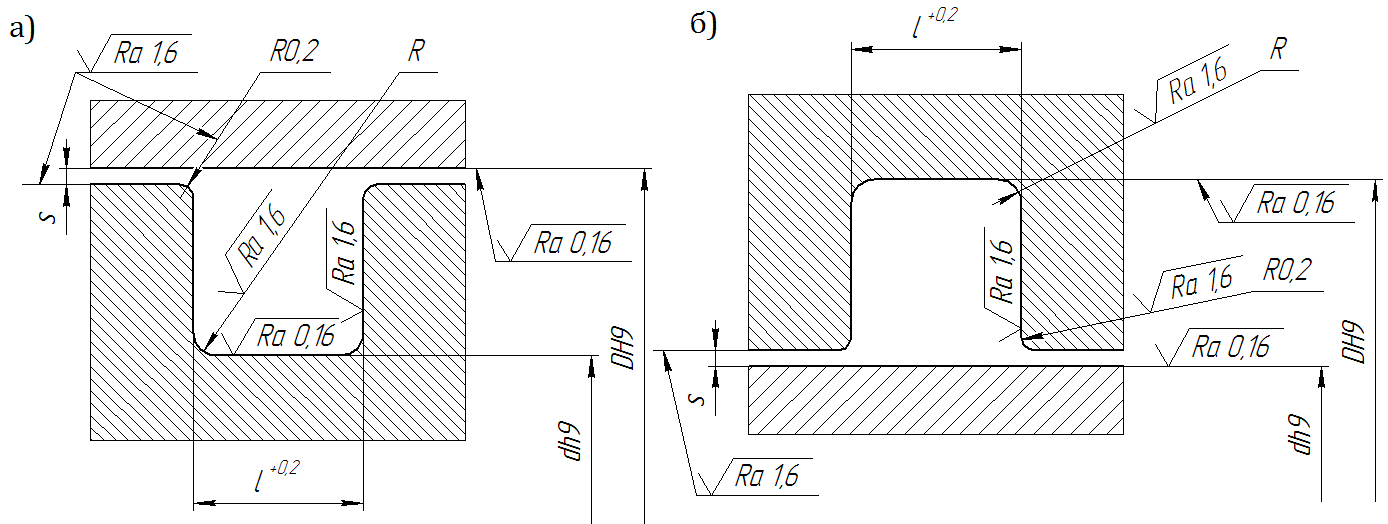 а)
Ra 1,6
R0,2
R
s
Ra 1,6
Ra 1,6
Ra 0,16
Ra 0,16
DH9
dh9
l +0,2
б)
l +0,2
Ra 1,6
R
Ra 0,16
Ra 1,6
Ra 1,6
R0,2
Ra 0,16
s
Ra 1,6
DH9
dh9